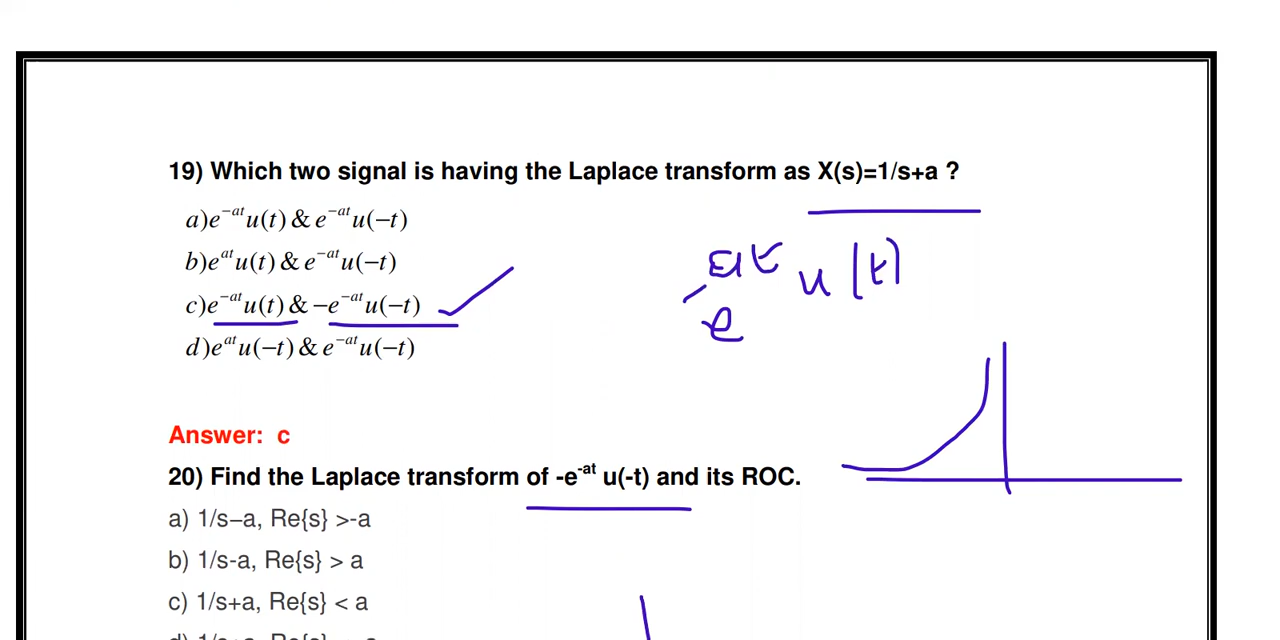 19) Which two signal is having the Laplace transform as X(s)=1/s+a ?
a)e^{-at}u(t) & e^{-at}u(−t)
b)e^{at}u(t) & e^{-at}u(−t)
c)e^{-at}u(t) & −e^{-at}u(−t)
d)e^{at}u(−t) & e^{-at}u(−t)
u(t)
e
Answer: c
20) Find the Laplace transform of -e^{-at} u(-t) and its ROC.
a) 1/s−a, Re{s} >-a
b) 1/s-a, Re{s} > a
c) 1/s+a, Re{s} < a